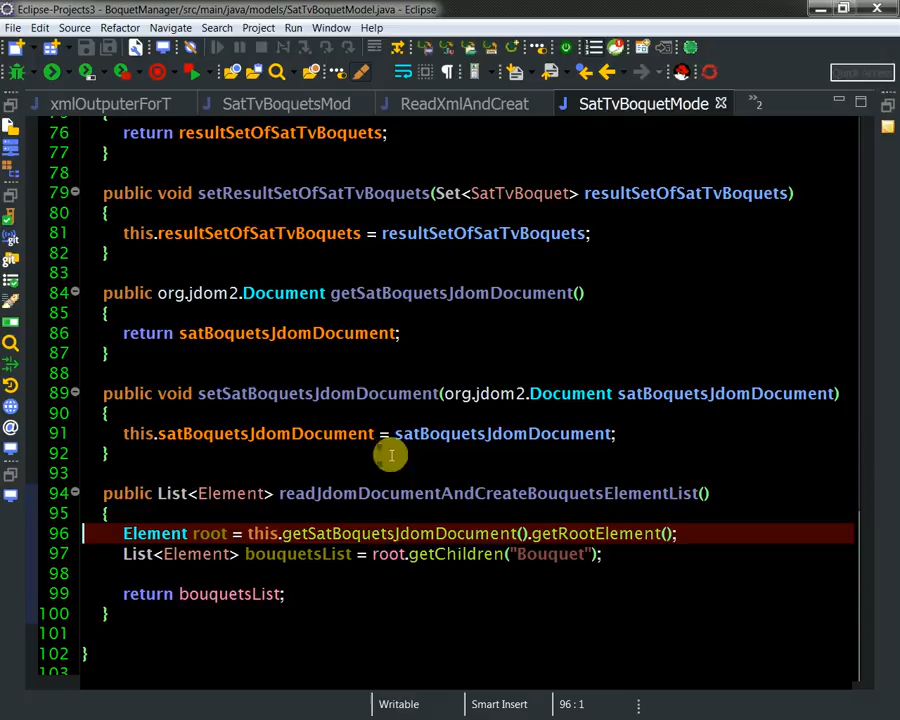 Eclipse-Projects3 - BoquetManager/src/main/java/models/SatTvBoquetModel.java - Eclipse
File Edit Source Refactor Navigate Search Project Run Window Help
Quick Access
xmlOutputerForT SatTvBoquetsMod ReadXmlAndCreat SatTvBoquetMode »2
76 return resultSetOfSatTvBoquets;
77 }
78
79 public void setResultSetOfSatTvBoquets(Set<SatTvBoquet> resultSetOfSatTvBoquets)
80 {
81 this.resultSetOfSatTvBoquets = resultSetOfSatTvBoquets;
82 }
83
84 public org.jdom2.Document getSatBoquetsJdomDocument()
85 {
86 return satBoquetsJdomDocument;
87 }
88
89 public void setSatBoquetsJdomDocument(org.jdom2.Document satBoquetsJdomDocument)
90 {
91 this.satBoquetsJdomDocument = satBoquetsJdomDocument;
92 }
93
94 public List<Element> readJdomDocumentAndCreateBouquetsElementList()
95 {
96 Element root = this.getSatBoquetsJdomDocument().getRootElement();
97 List<Element> bouquetsList = root.getChildren("Bouquet");
98
99 return bouquetsList;
100 }
101
102 }
103
Writable Smart Insert 96 : 1